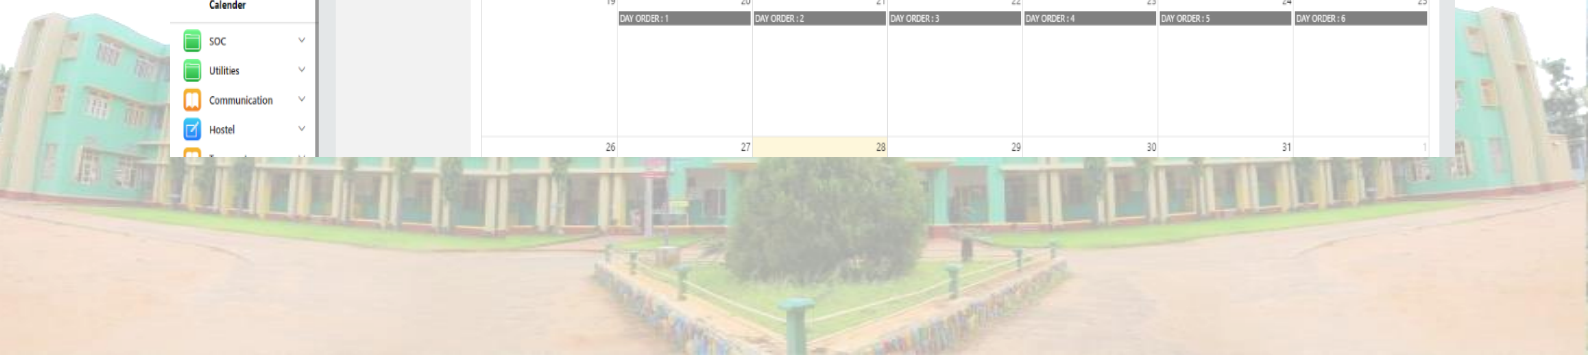 Calender
SOC
Utilities
Communication
Hostel
19 20 21 22 23 24 25
DAY ORDER : 1 DAY ORDER : 2 DAY ORDER : 3 DAY ORDER : 4 DAY ORDER : 5 DAY ORDER : 6
26 27 28 29 30 31 1